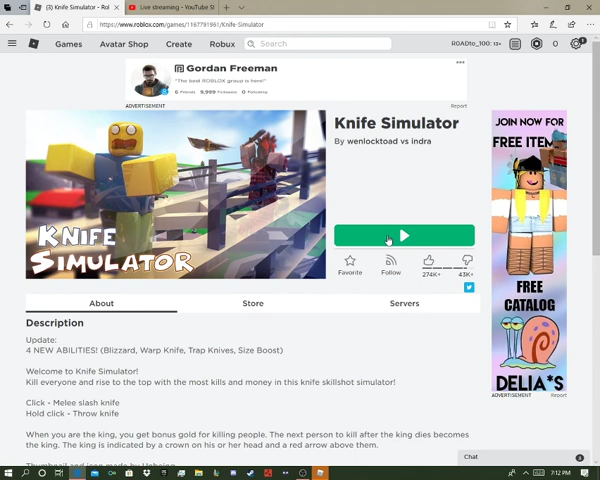 (3) Knife Simulator - Rob
Live streaming - YouTube St
https://www.roblox.com/games/1167791961/Knife-Simulator
Games
Avatar Shop
Create
Robux
Search
R0ADto_100: 13+
0
1
Gordan Freeman
"The best ROBLOX group is here!"
6 Friends 9,999 Followers 0 Following
ADVERTISEMENT
Report
KNIFE
SIMULATOR
Knife Simulator
By wenlocktoad vs indra
Favorite
Follow
274K+
43K+
JOIN NOW FOR
FREE ITEM
FREE
CATALOG
DELIA*S
ADVERTISEMENT
Report
About
Store
Servers
Description
Update:
4 NEW ABILITIES! (Blizzard, Warp Knife, Trap Knives, Size Boost)
Welcome to Knife Simulator!
Kill everyone and rise to the top with the most kills and money in this knife skillshot simulator!
Click - Melee slash knife
Hold click - Throw knife
When you are the king, you get bonus gold for killing people. The next person to kill after the king dies becomes
the king. The king is indicated by a crown on his or her head and a red arrow above them.
Chat
7:12 PM